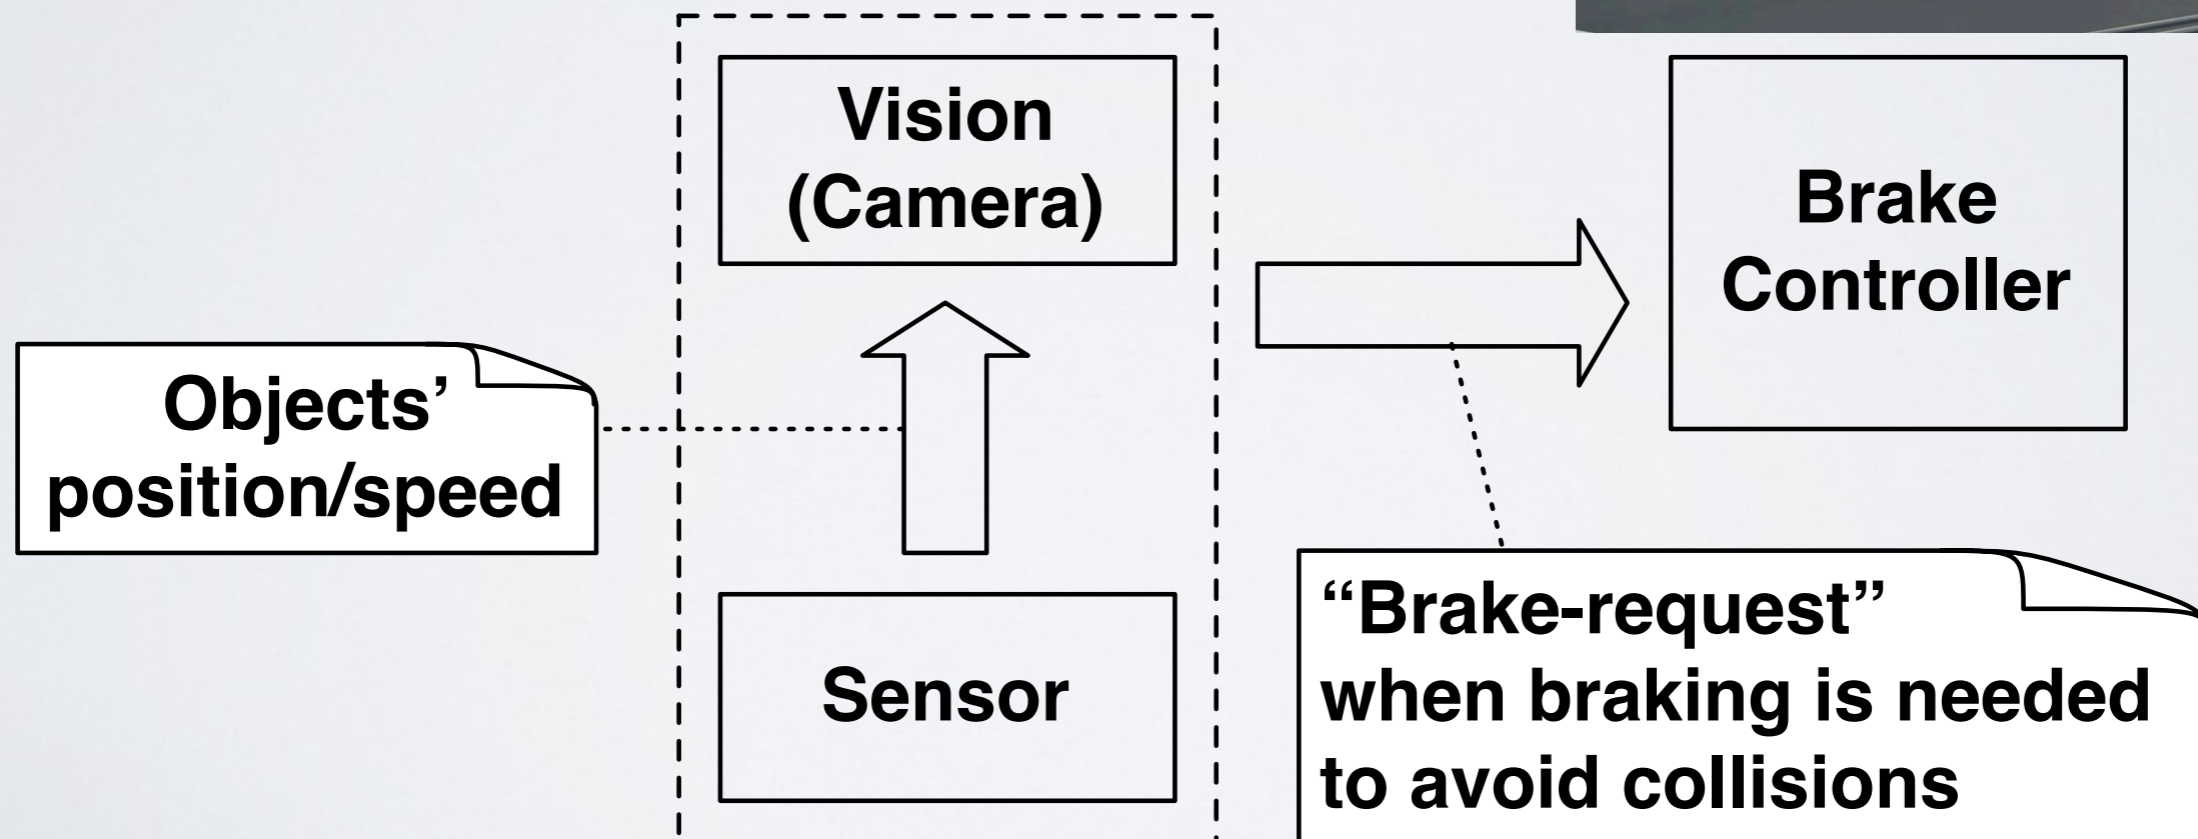 Vision
(Camera)
Brake
Controller
Objects’
position/speed
Sensor
“Brake-request”
when braking is needed
to avoid collisions